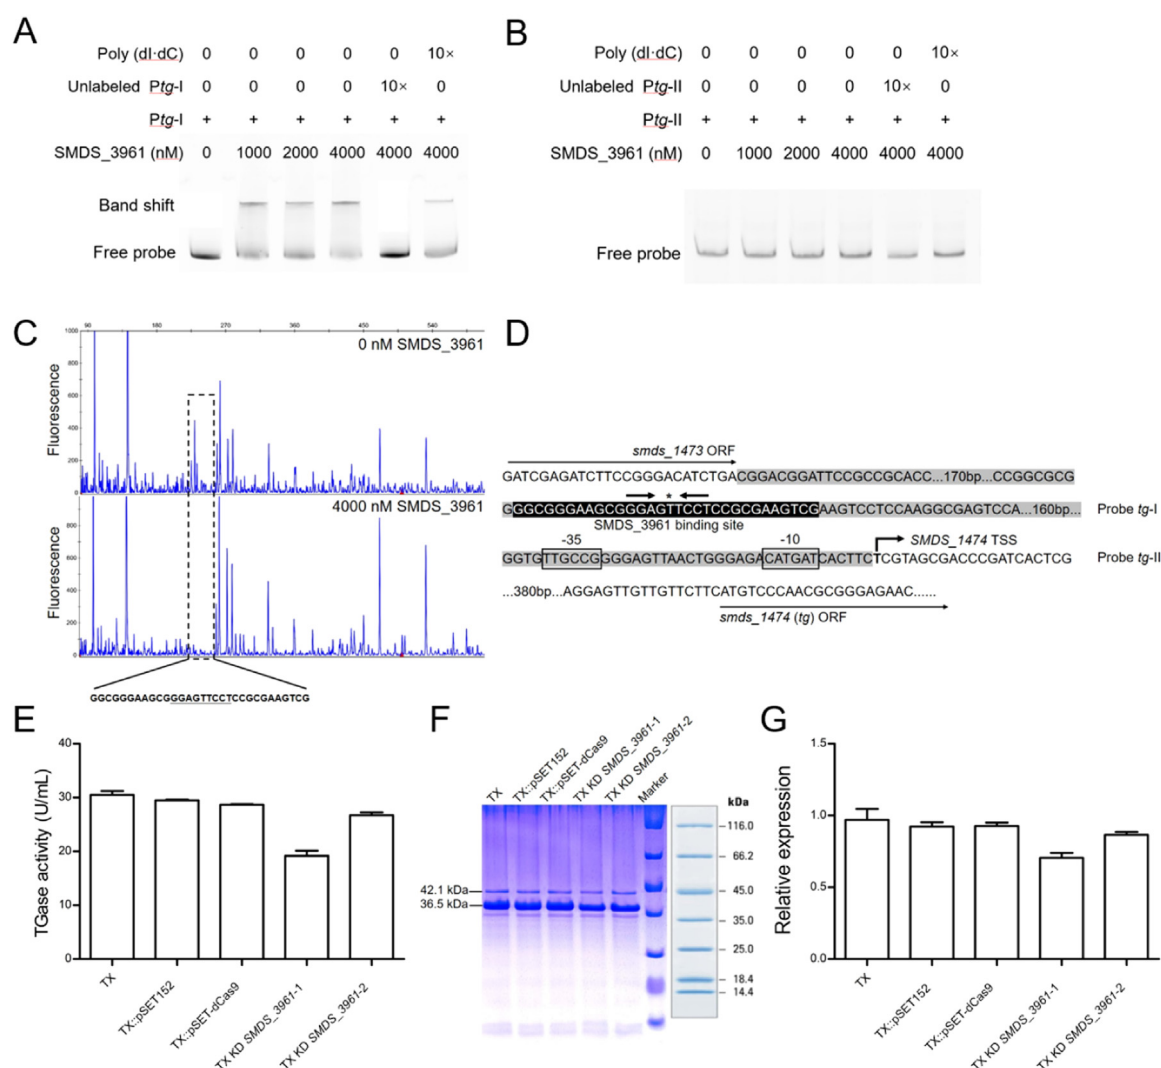 A
Poly (dI·dC) 0 0 0 0 0 10×
Unlabeled Ptg-I 0 0 0 0 10× 0
Ptg-I + + + + + +
SMDS_3961 (nM) 0 1000 2000 4000 4000 4000
Band shift
Free probe
B
Poly (dI·dC) 0 0 0 0 0 10×
Unlabeled Ptg-II 0 0 0 0 10× 0
Ptg-II + + + + + +
SMDS_3961 (nM) 0 1000 2000 4000 4000 4000
Free probe
C
90 180 270 360 450 540
0 nM SMDS_3961
Fluorescence
1000
800
600
400
200
0
4000 nM SMDS_3961
Fluorescence
800
600
400
200
0
GGCGGGAAGCGGGAGTTCCTCCGCGAAGTCG
D
smds_1473 ORF
GATCGAGATCTTCCGGGACATCTGACGGACGGATTCCGCCGCACC...170bp...CCGGCGCG
*
GGGCGGGAAGCGGGAGTTCCTCCGCGAAGTCGAAGTCCTCCAAGGCGAGTCCA...160bp... Probe tg-I
SMDS_3961 binding site
-35 -10 SMDS_1474 TSS
GGTGTTGCCGGGGAGTTAACTGGGAGACATGATCACTTCTCGTAGCGACCCGATCACTCG Probe tg-II
...380bp...AGGAGTTGTTGTTCTTCATGTCCCAACGCGGGAGAAC......
smds_1474 (tg) ORF
E
TGase activity (U/mL)
40
30
20
10
0
TX
TX::pSET152
TX::pSET-dCas9
TX KD SMDS_3961-1
TX KD SMDS_3961-2
F
TX
TX::pSET152
TX::pSET-dCas9
TX KD SMDS_3961-1
TX KD SMDS_3961-2
Marker
kDa
116.0
66.2
45.0
35.0
25.0
18.4
14.4
42.1 kDa
36.5 kDa
G
Relative expression
1.5
1.0
0.5
0.0
TX
TX::pSET152
TX::pSET-dCas9
TX KD SMDS_3961-1
TX KD SMDS_3961-2